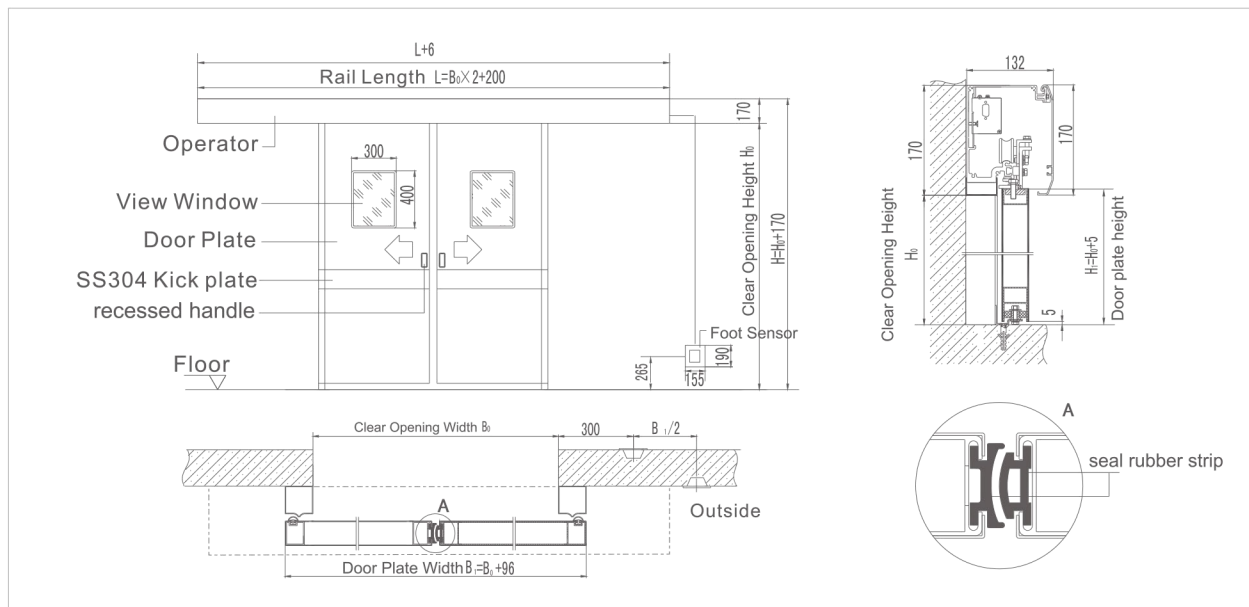 L+6
Rail Length L=B₀×2+200
170
Operator
300
400
View Window
Door Plate
SS304 Kick plate
recessed handle
Clear Opening Height H₀
H=H₀+170
Foot Sensor
190
155
265
Floor
Clear Opening Width B₀
300
B₁/2
A
Outside
Door Plate Width B₁=B₀+96
132
170
170
Clear Opening Height
H₀
H₁=H₀+5
Door plate height
5
A
seal rubber strip